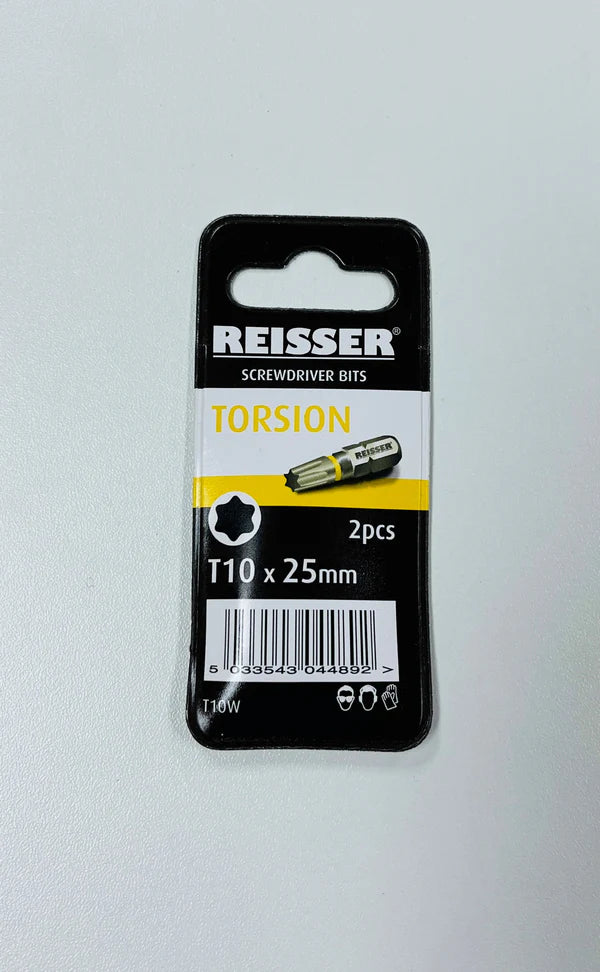 REISSER®
SCREWDRIVER BITS
TORSION
REISSER
2pcs
T10 x 25mm
5 033543 044892 >
T10W